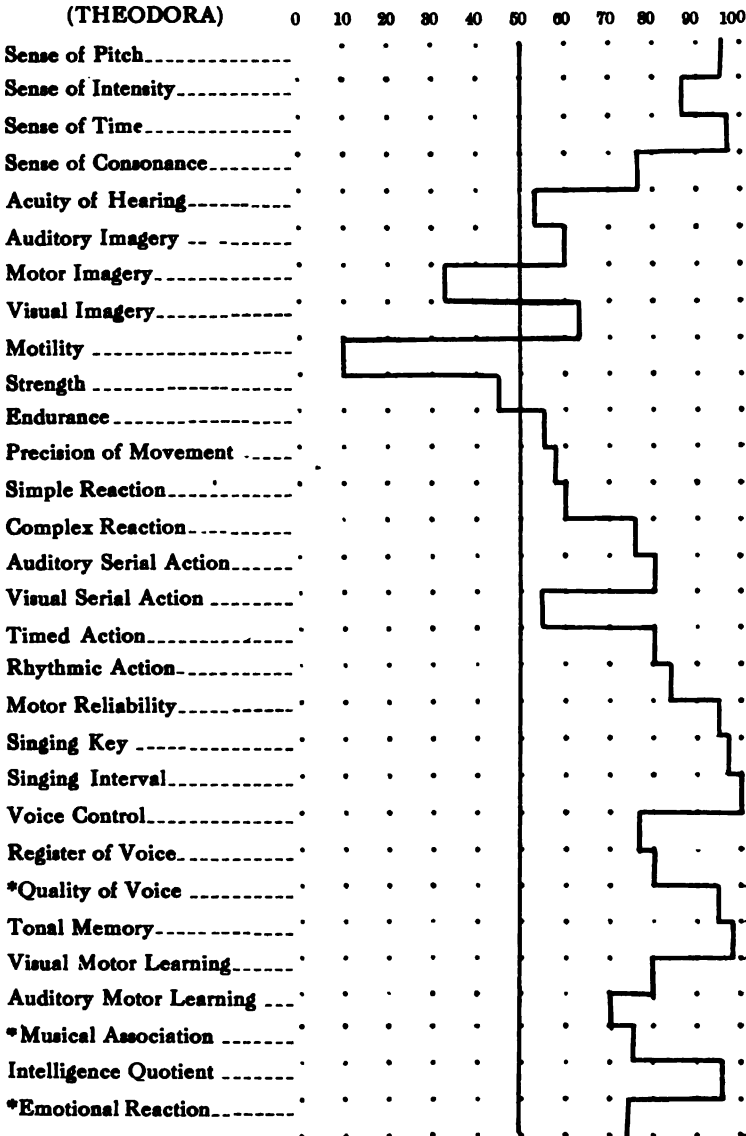 (THEODORA) 0 10 20 30 40 50 60 70 80 90 100
Sense of Pitch
Sense of Intensity
Sense of Time
Sense of Consonance
Acuity of Hearing
Auditory Imagery
Motor Imagery
Visual Imagery
Motility
Strength
Endurance
Precision of Movement
Simple Reaction
Complex Reaction
Auditory Serial Action
Visual Serial Action
Timed Action
Rhythmic Action
Motor Reliability
Singing Key
Singing Interval
Voice Control
Register of Voice
*Quality of Voice
Tonal Memory
Visual Motor Learning
Auditory Motor Learning
*Musical Association
Intelligence Quotient
*Emotional Reaction